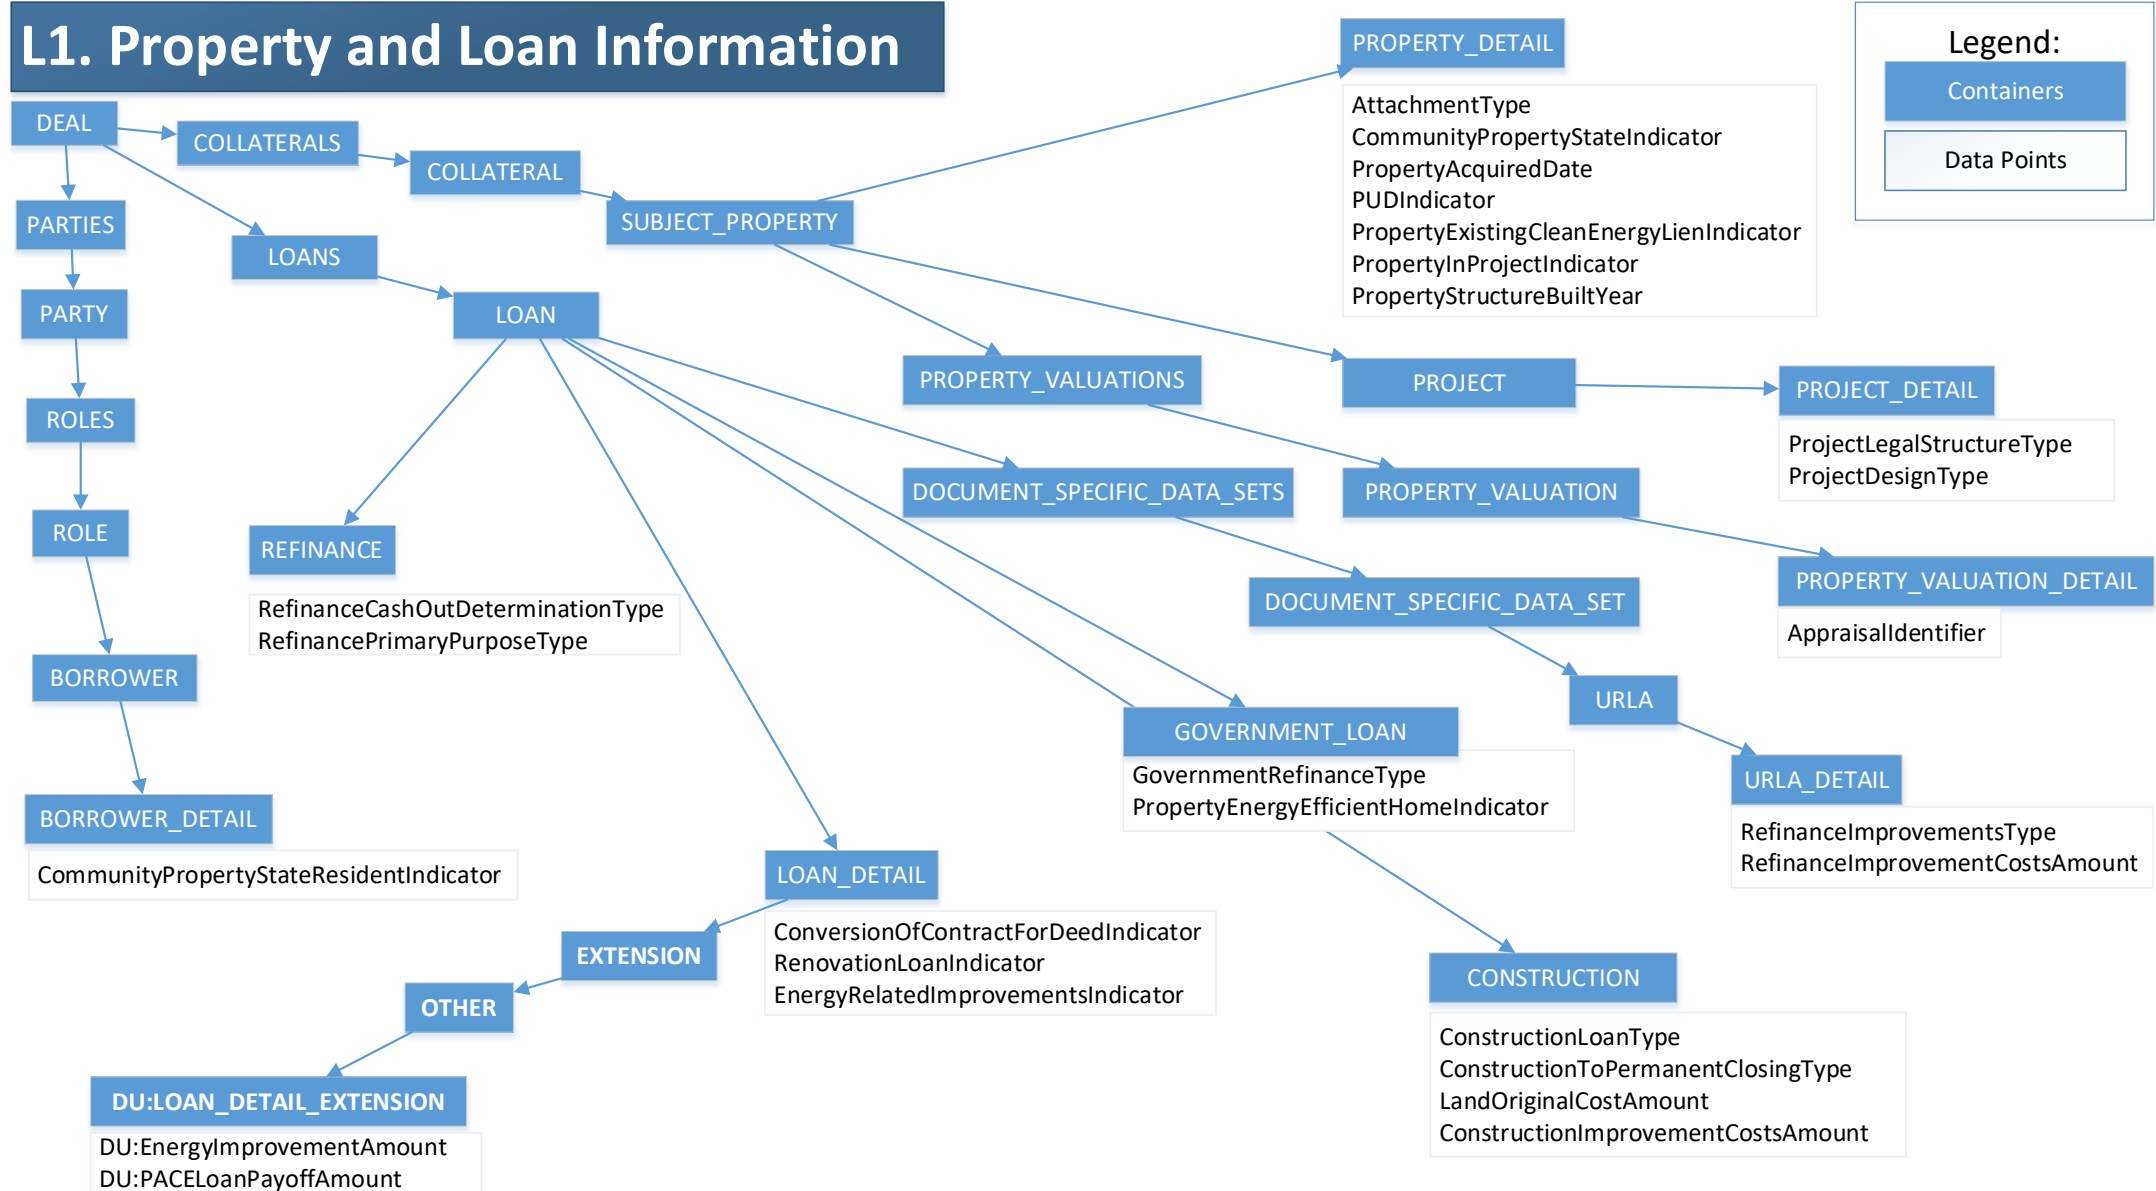 L1. Property and Loan Information
Legend:
Containers
Data Points
DEAL
COLLATERALS
COLLATERAL
SUBJECT_PROPERTY
PROPERTY_DETAIL
AttachmentType
CommunityPropertyStateIndicator
PropertyAcquiredDate
PUDIndicator
PropertyExistingCleanEnergyLienIndicator
PropertyInProjectIndicator
PropertyStructureBuiltYear
PARTIES
LOANS
PARTY
LOAN
PROPERTY_VALUATIONS
PROJECT
PROJECT_DETAIL
ProjectLegalStructureType
ProjectDesignType
ROLES
DOCUMENT_SPECIFIC_DATA_SETS
PROPERTY_VALUATION
ROLE
REFINANCE
RefinanceCashOutDeterminationType
RefinancePrimaryPurposeType
DOCUMENT_SPECIFIC_DATA_SET
PROPERTY_VALUATION_DETAIL
AppraisalIdentifier
BORROWER
URLA
GOVERNMENT_LOAN
GovernmentRefinanceType
PropertyEnergyEfficientHomeIndicator
URLA_DETAIL
RefinanceImprovementsType
RefinanceImprovementCostsAmount
BORROWER_DETAIL
CommunityPropertyStateResidentIndicator
LOAN_DETAIL
ConversionOfContractForDeedIndicator
RenovationLoanIndicator
EnergyRelatedImprovementsIndicator
EXTENSION
OTHER
CONSTRUCTION
ConstructionLoanType
ConstructionToPermanentClosingType
LandOriginalCostAmount
ConstructionImprovementCostsAmount
DU:LOAN_DETAIL_EXTENSION
DU:EnergyImprovementAmount
DU:PACELoanPayoffAmount